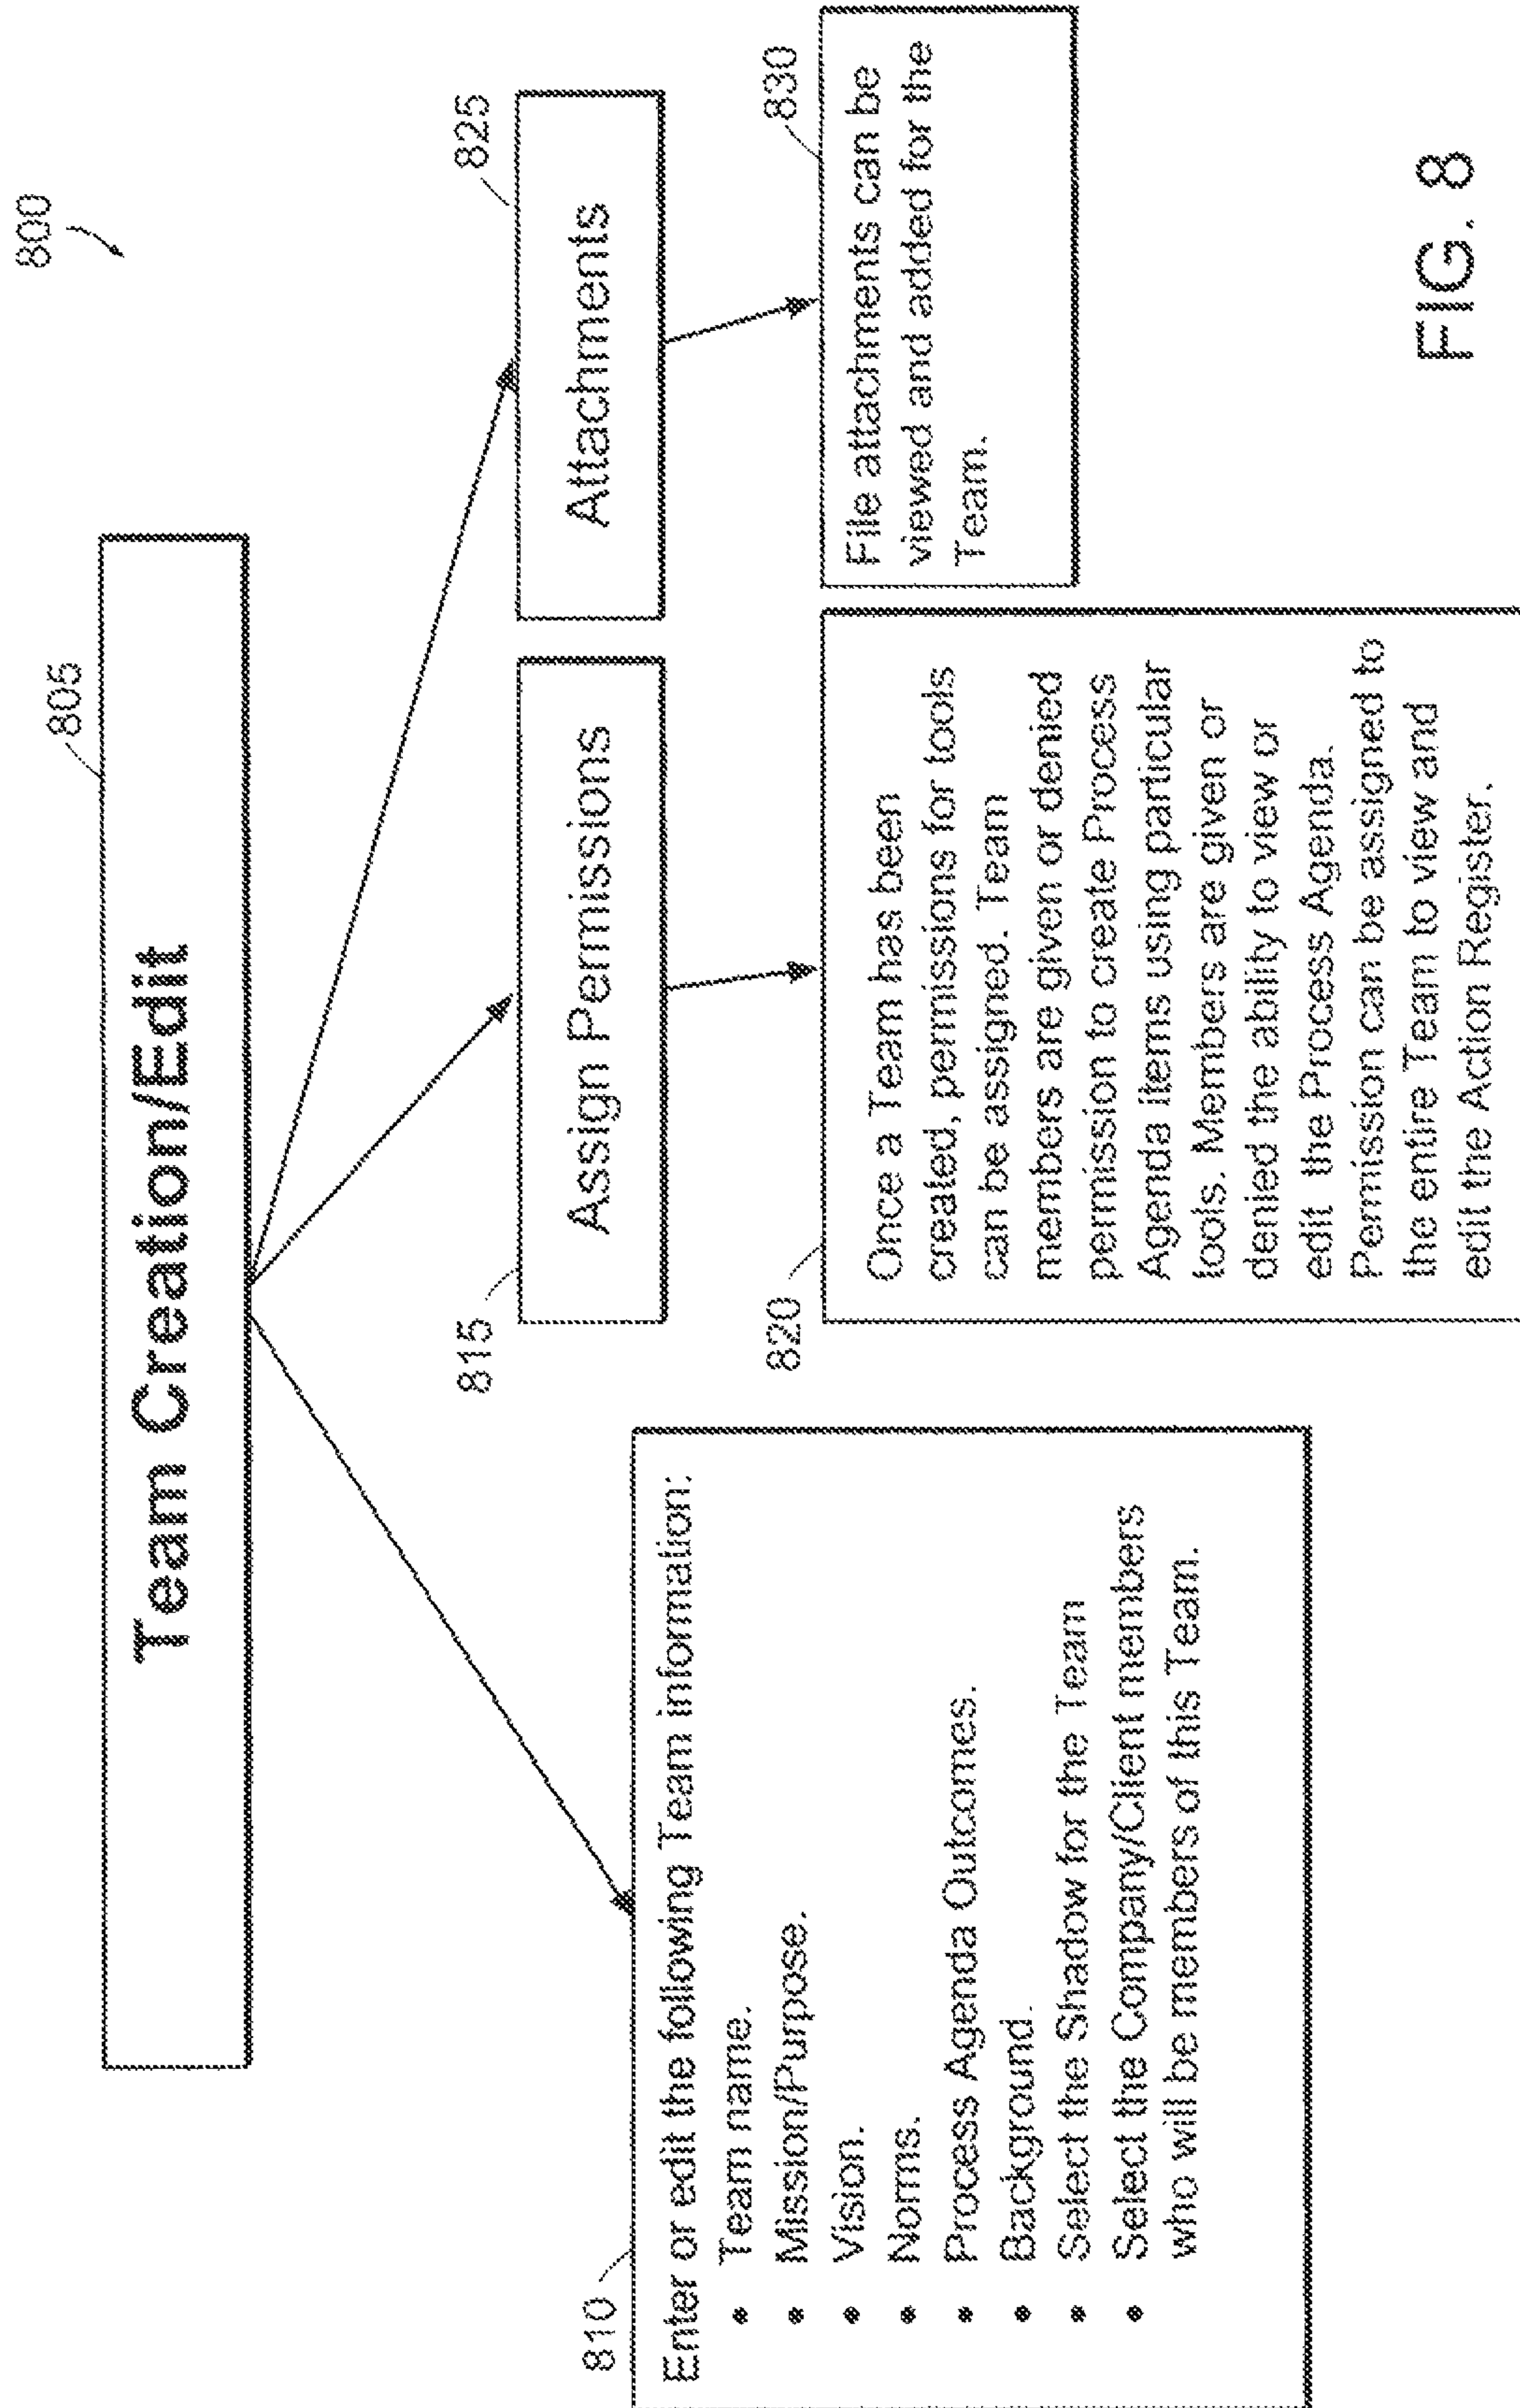 800
805
Team Creation/Edit
810
Enter or edit the following Team information:
• Team name.
• Mission/Purpose.
• Vision.
• Norms.
• Process Agenda Outcomes.
• Background.
• Select the Shadow for the Team
• Select the Company/Client members
who will be members of this Team.
815
Assign Permissions
820
Once a Team has been
created, permissions for tools
can be assigned. Team
members are given or denied
permission to create Process
Agenda items using particular
tools. Members are given or
denied the ability to view or
edit the Process Agenda.
Permission can be assigned to
the entire Team to view and
edit the Action Register.
825
Attachments
830
File attachments can be
viewed and added for the
Team.
FIG. 8